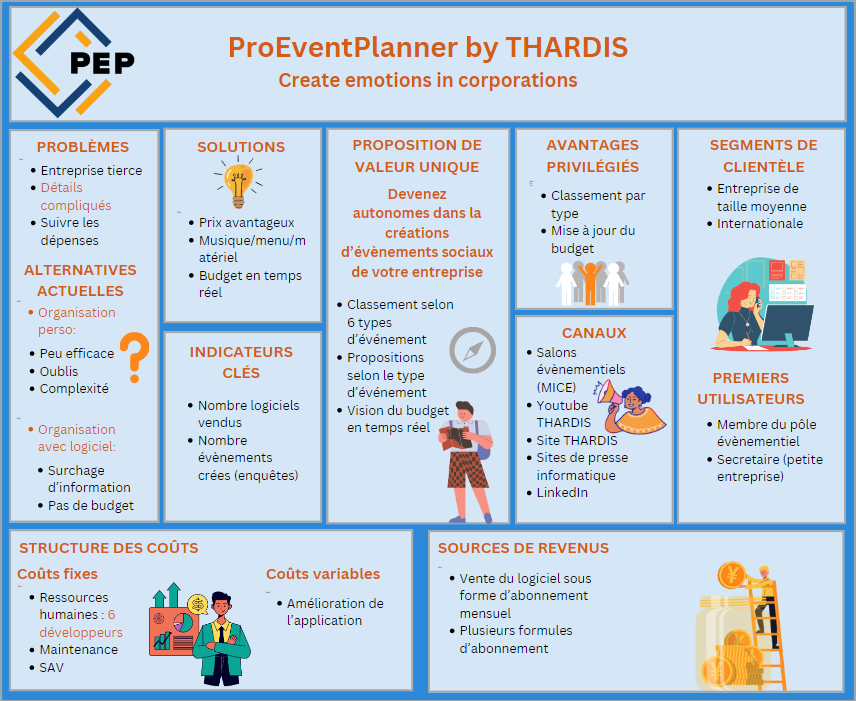 PEP
ProEventPlanner by THARDIS
Create emotions in corporations
PROBLÈMES
• Entreprise tierce
• Détails
compliqués
• Suivre les
dépenses
ALTERNATIVES
ACTUELLES
• Organisation
perso:
• Peu efficace
• Oublis
• Complexité
• Organisation
avec logiciel:
• Surchage
d'information
• Pas de budget
SOLUTIONS
• Prix avantageux
• Musique/menu/m
atériel
• Budget en temps
réel
INDICATEURS
CLÉS
• Nombre logiciels
vendus
• Nombre
évènements
crées (enquêtes)
PROPOSITION DE
VALEUR UNIQUE
Devenez
autonomes dans la
créations
d'évènements sociaux
de votre entreprise
• Classement selon
6 types
d'événement
• Propositions
selon le type
d'événement
• Vision du budget
en temps réel
AVANTAGES
PRIVILÉGIÉS
• Classement par
type
• Mise à jour du
budget
CANAUX
• Salons
évènementiels
(MICE)
• Youtube
THARDIS
• Site THARDIS
• Sites de presse
informatique
• LinkedIn
SEGMENTS DE
CLIENTÈLE
• Entreprise de
taille moyenne
• Internationale
PREMIERS
UTILISATEURS
• Membre du pôle
évènementiel
• Secretaire (petite
entreprise)
STRUCTURE DES COÛTS
Coûts fixes
• Ressources
humaines : 6
développeurs
• Maintenance
• SAV
Coûts variables
• Amélioration de
l'application
SOURCES DE REVENUS
• Vente du logiciel sous
forme d'abonnement
mensuel
• Plusieurs formules
d'abonnement